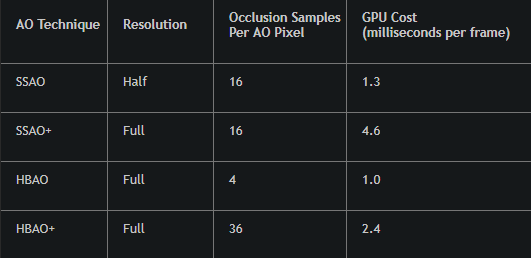 AO Technique Resolution Occlusion Samples Per AO Pixel GPU Cost (milliseconds per frame)
SSAO Half 16 1.3
SSAO+ Full 16 4.6
HBAO Full 4 1.0
HBAO+ Full 36 2.4